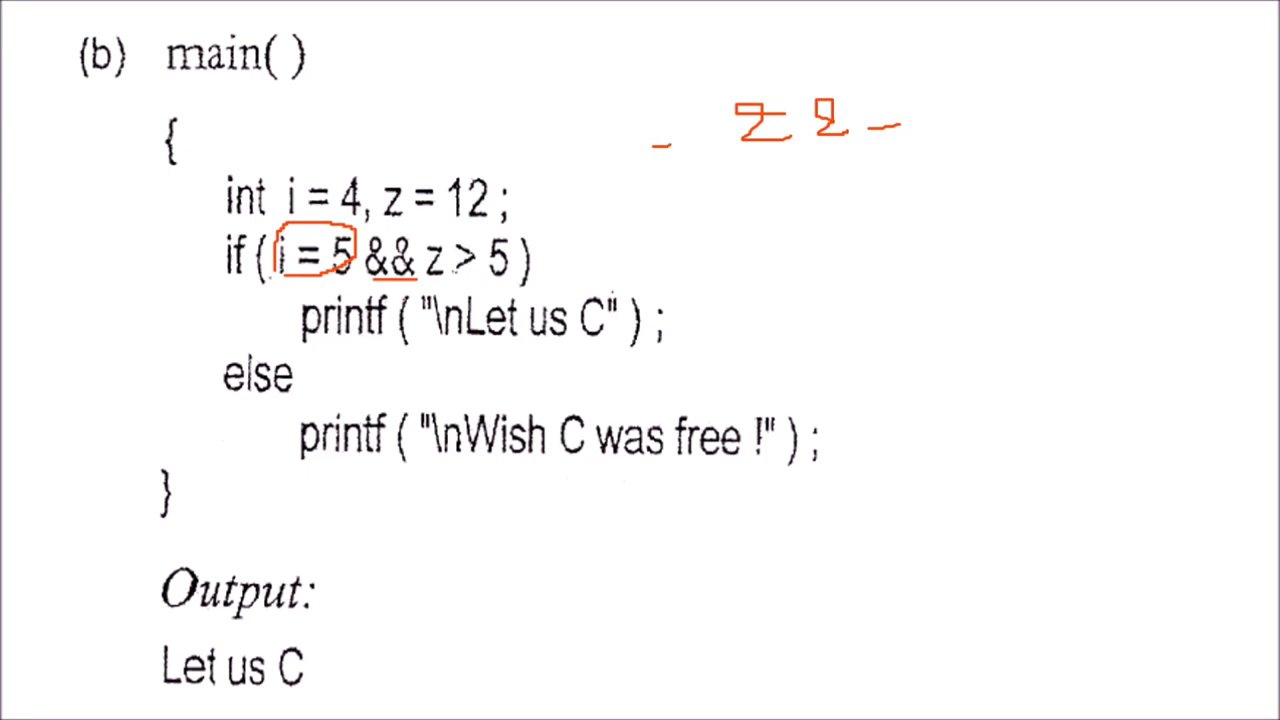 (b) main( )
{
int i = 4, z = 12 ;
if ( i = 5 && z > 5 )
printf ( "\nLet us C" ) ;
else
printf ( "\nWish C was free !" ) ;
}
Output:
Let us C